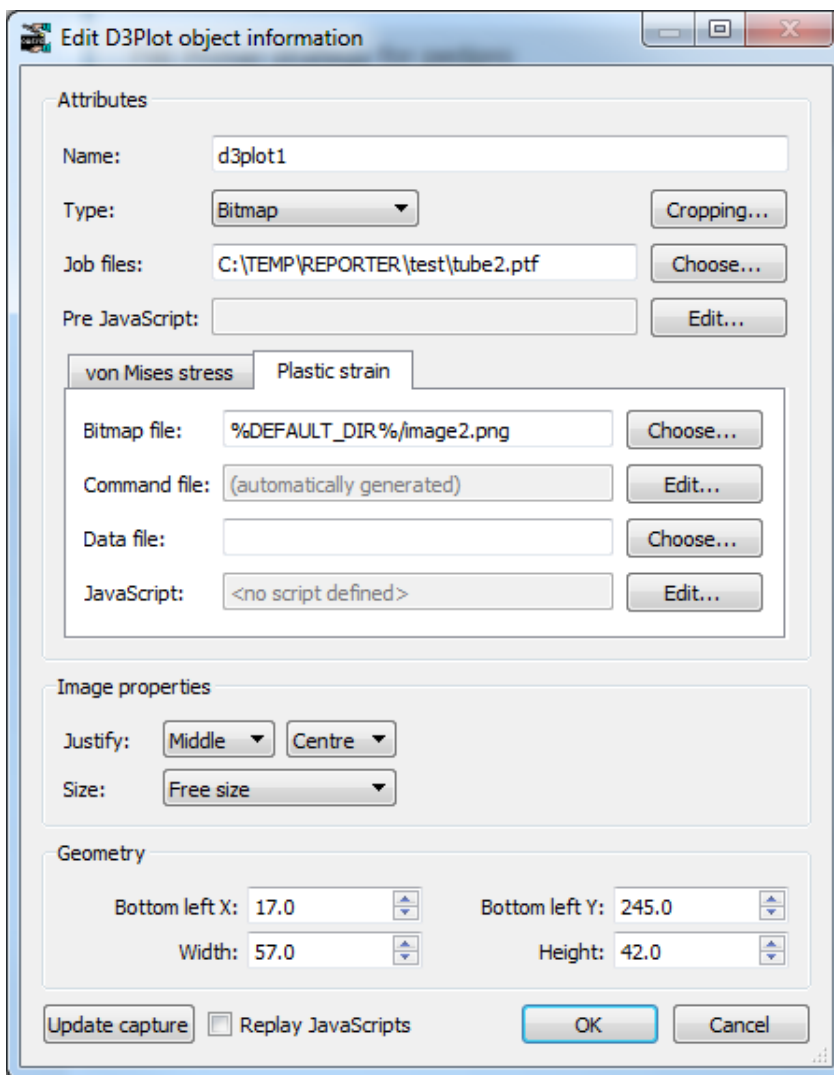 Edit D3Plot object information
Attributes
Name: d3plot1
Type: Bitmap Cropping...
Job files: C:\TEMP\REPORTER\test\tube2.ptf Choose...
Pre JavaScript: Edit...
von Mises stress Plastic strain
Bitmap file: %DEFAULT_DIR%/image2.png Choose...
Command file: (automatically generated) Edit...
Data file: Choose...
JavaScript: <no script defined> Edit...
Image properties
Justify: Middle Centre
Size: Free size
Geometry
Bottom left X: 17.0 Bottom left Y: 245.0
Width: 57.0 Height: 42.0
Update capture Replay JavaScripts OK Cancel